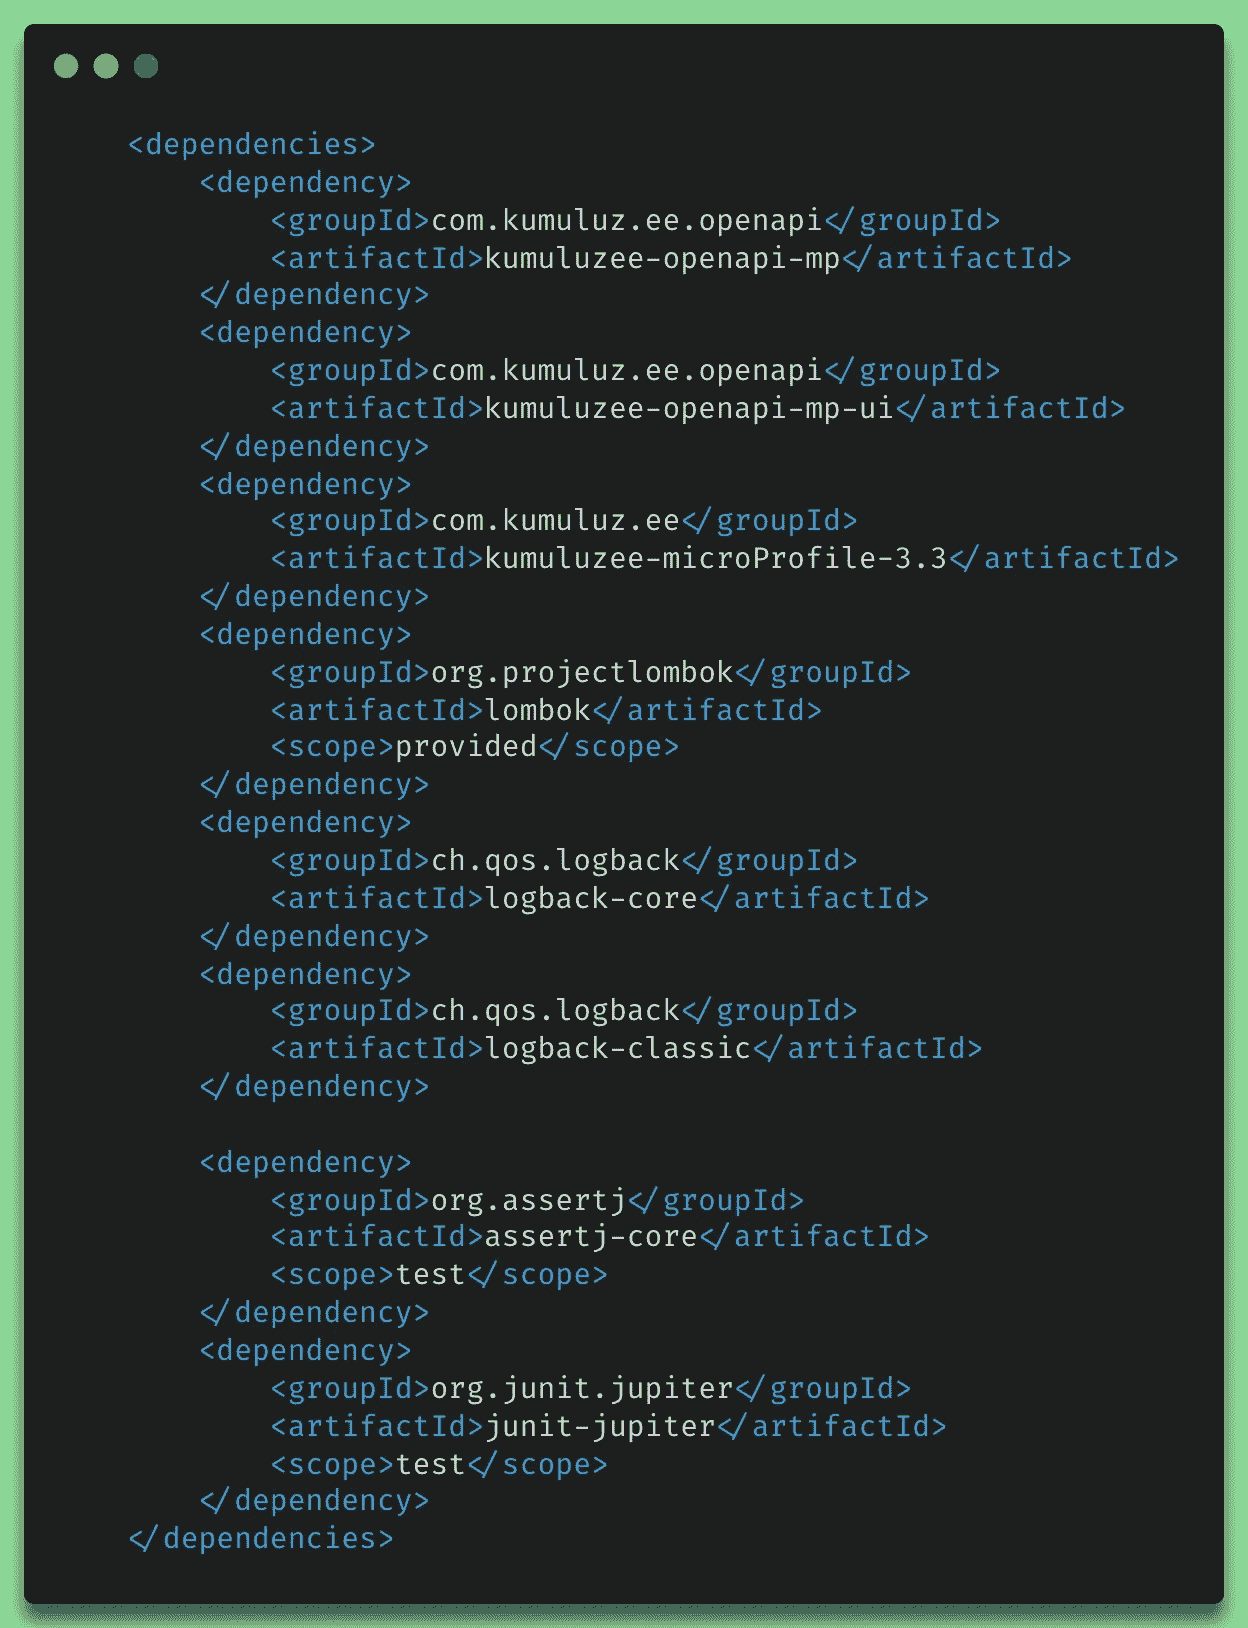 <dependencies>
<dependency>
<groupId>com.kumuluz.ee.openapi</groupId>
<artifactId>kumuluzee-openapi-mp</artifactId>
</dependency>
<dependency>
<groupId>com.kumuluz.ee.openapi</groupId>
<artifactId>kumuluzee-openapi-mp-ui</artifactId>
</dependency>
<dependency>
<groupId>com.kumuluz.ee</groupId>
<artifactId>kumuluzee-microProfile-3.3</artifactId>
</dependency>
<dependency>
<groupId>org.projectlombok</groupId>
<artifactId>lombok</artifactId>
<scope>provided</scope>
</dependency>
<dependency>
<groupId>ch.qos.logback</groupId>
<artifactId>logback-core</artifactId>
</dependency>
<dependency>
<groupId>ch.qos.logback</groupId>
<artifactId>logback-classic</artifactId>
</dependency>
<dependency>
<groupId>org.assertj</groupId>
<artifactId>assertj-core</artifactId>
<scope>test</scope>
</dependency>
<dependency>
<groupId>org.junit.jupiter</groupId>
<artifactId>junit-jupiter</artifactId>
<scope>test</scope>
</dependency>
</dependencies>